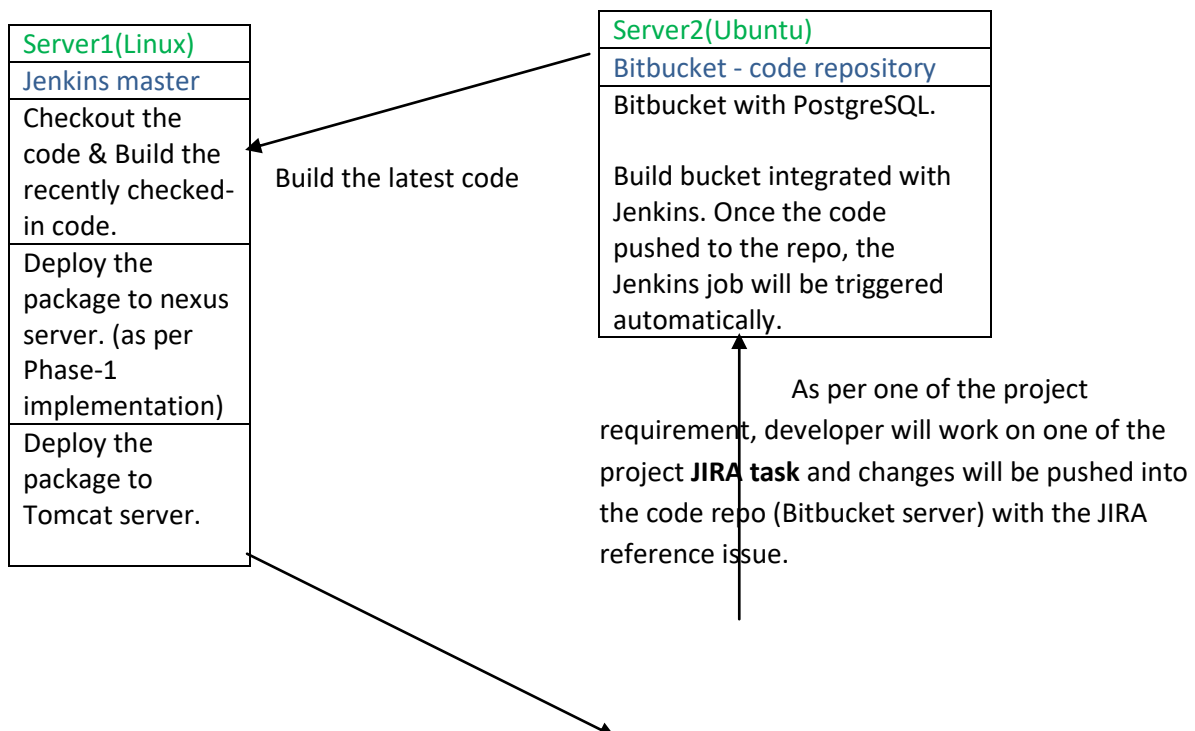 Server1(Linux)
Jenkins master
Checkout the
code & Build the
recently checked-
in code.
Deploy the
package to nexus
server. (as per
Phase-1
implementation)
Deploy the
package to
Tomcat server.
Build the latest code
Server2(Ubuntu)
Bitbucket - code repository
Bitbucket with PostgreSQL.
Build bucket integrated with
Jenkins. Once the code
pushed to the repo, the
Jenkins job will be triggered
automatically.
As per one of the project
requirement, developer will work on one of the
project JIRA task and changes will be pushed into
the code repo (Bitbucket server) with the JIRA
reference issue.